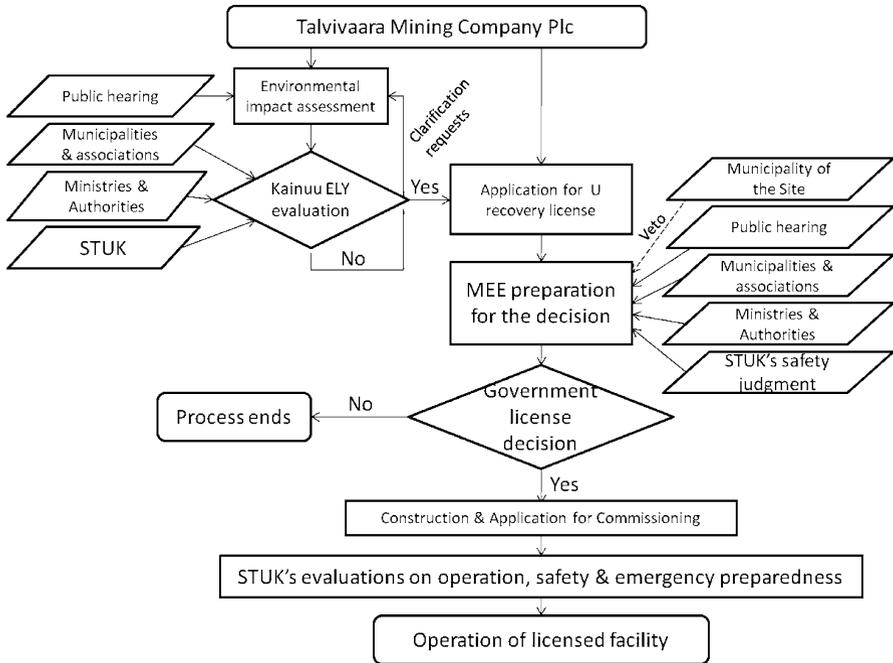 Talvivaara Mining Company Plc
Environmental
impact assessment
Public hearing
Clarification
requests
Municipalities
& associations
Ministries &
Authorities
STUK
Kainuu ELY
evaluation
Yes
No
Application for U
recovery license
Municipality of
the Site
Veto
Public hearing
Municipalities &
associations
Ministries &
Authorities
STUK's safety
judgment
MEE preparation
for the decision
Government
license
decision
No
Process ends
Yes
Construction & Application for Commissioning
STUK's evaluations on operation, safety & emergency preparedness
Operation of licensed facility